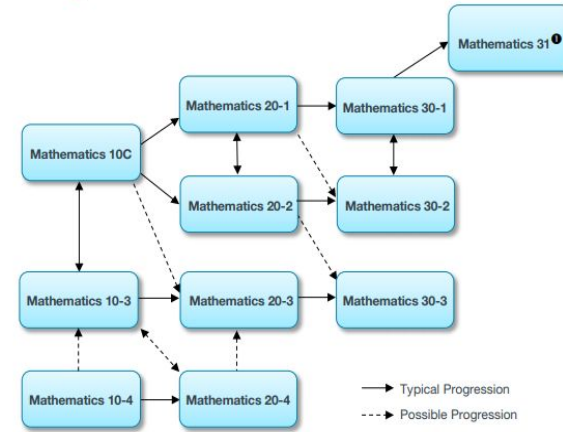 Mathematics 31 ❶
Mathematics 20-1
Mathematics 30-1
Mathematics 10C
Mathematics 20-2
Mathematics 30-2
Mathematics 10-3
Mathematics 20-3
Mathematics 30-3
Mathematics 10-4
Mathematics 20-4
Typical Progression
Possible Progression